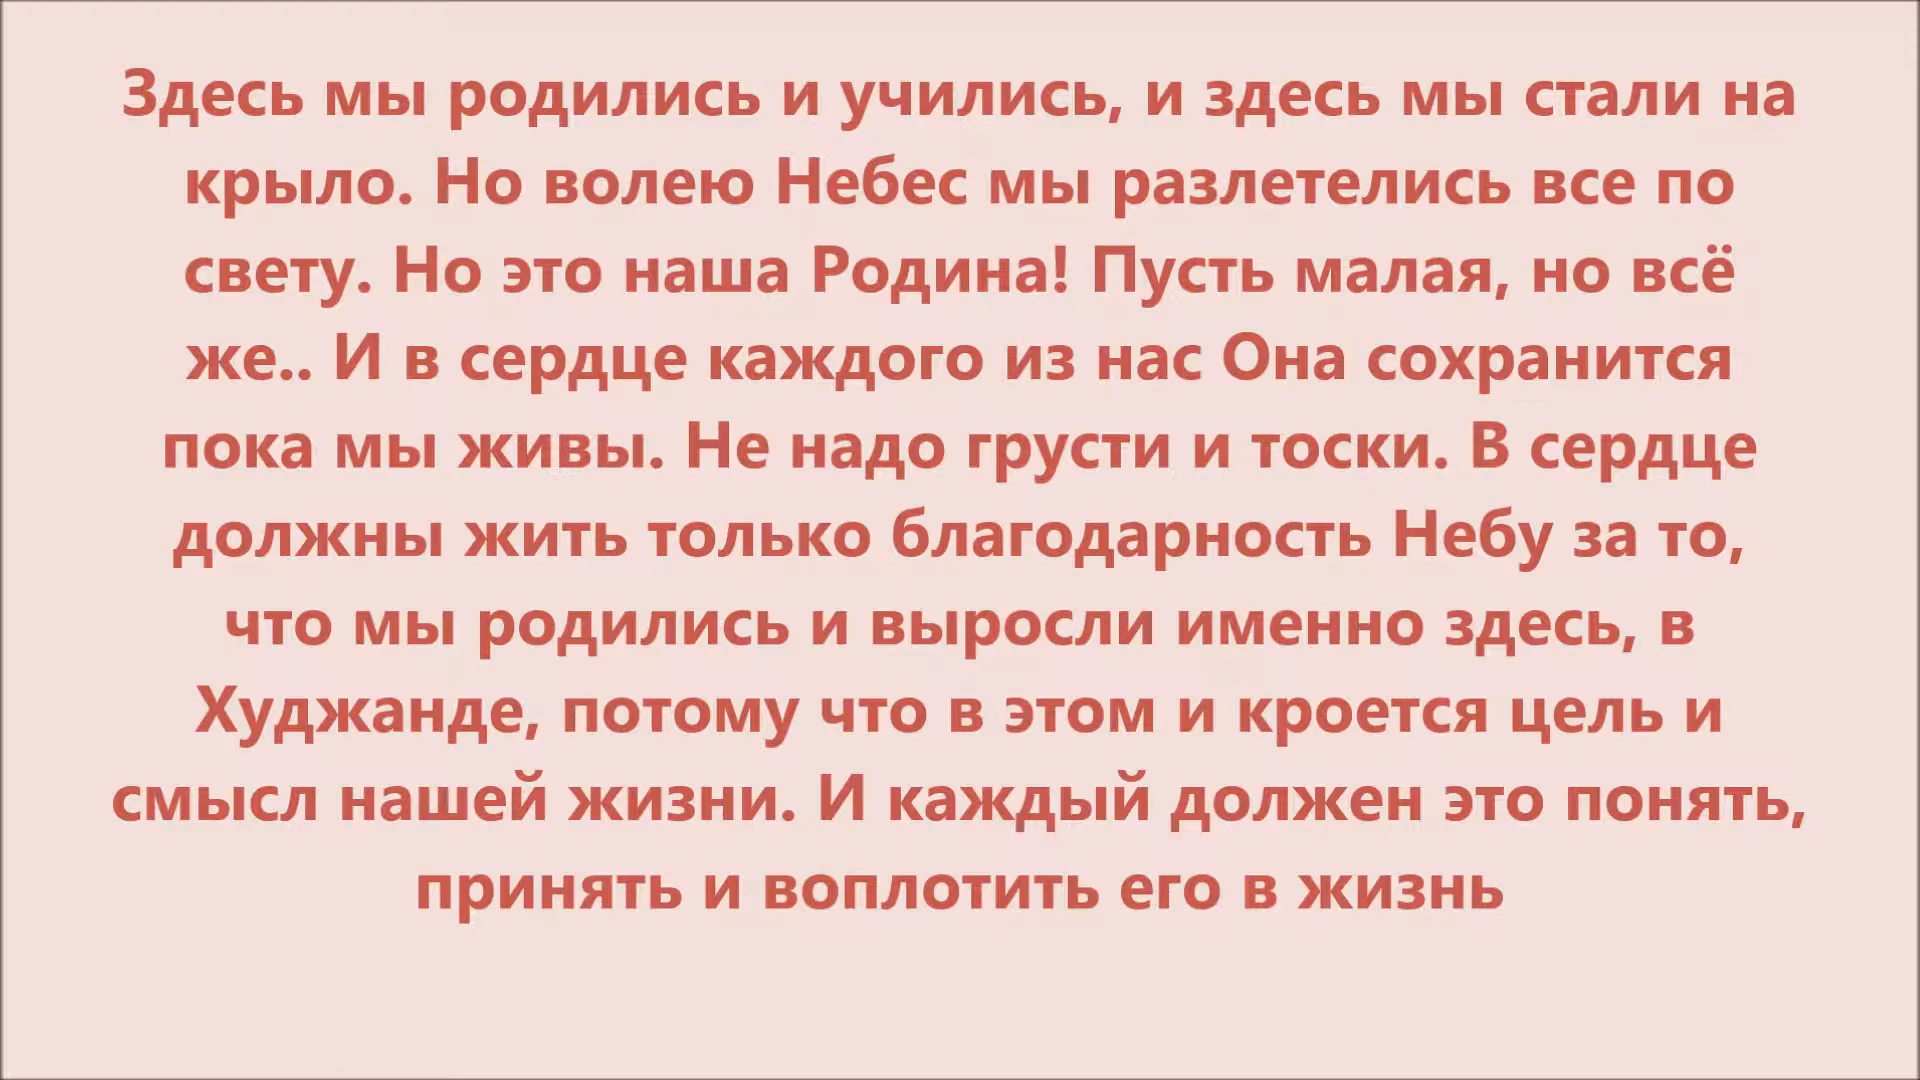 Здесь мы родились и учились, и здесь мы стали на
крыло. Но волею Небес мы разлетелись все по
свету. Но это наша Родина! Пусть малая, но всё
же.. И в сердце каждого из нас Она сохранится
пока мы живы. Не надо грусти и тоски. В сердце
должны жить только благодарность Небу за то,
что мы родились и выросли именно здесь, в
Худжанде, потому что в этом и кроется цель и
смысл нашей жизни. И каждый должен это понять,
принять и воплотить его в жизнь